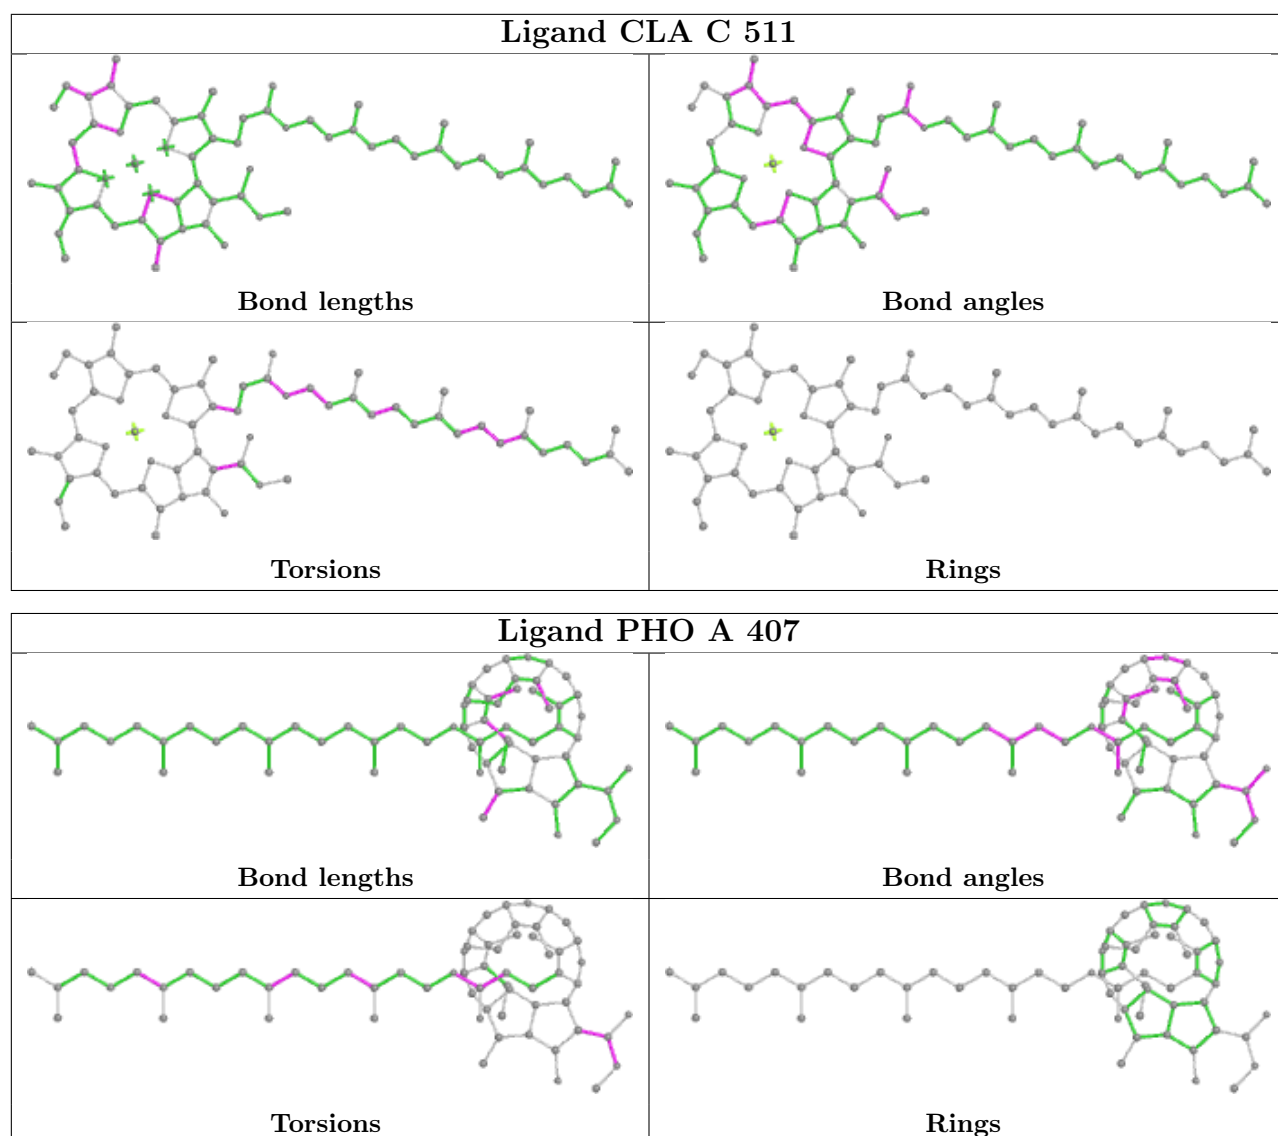 Ligand CLA C 511
Bond lengths
Bond angles
Torsions
Rings
Ligand PHO A 407
Bond lengths
Bond angles
Torsions
Rings